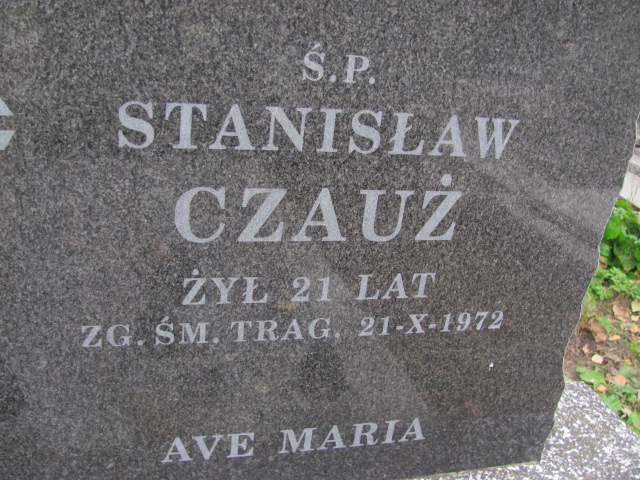 Ś.P.
STANISŁAW
CZAUŻ
ŻYŁ 21 LAT
ZG. ŚM. TRAG. 21-X-1972
AVE MARIA